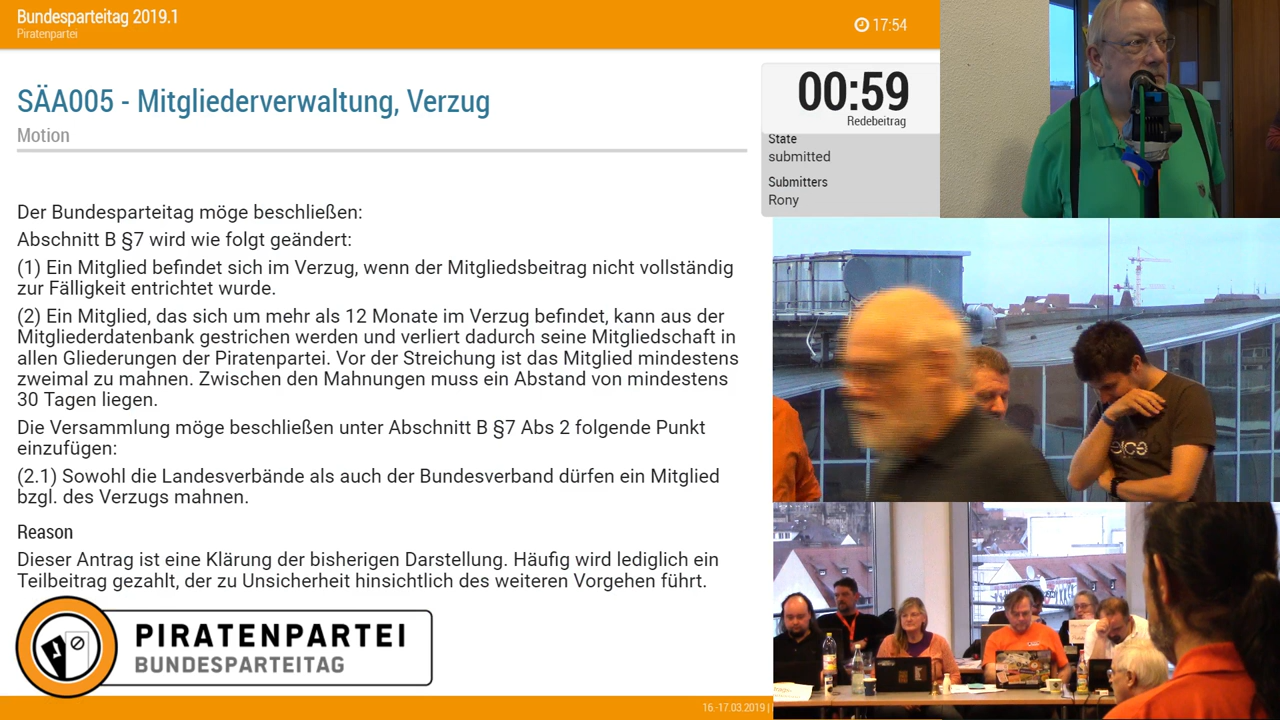 Bundesparteitag 2019.1
Piratenpartei
17:54
SÄA005 - Mitgliederverwaltung, Verzug
Motion
00:59
Redebeitrag
State
submitted
Submitters
Rony
Der Bundesparteitag möge beschließen:
Abschnitt B §7 wird wie folgt geändert:
(1) Ein Mitglied befindet sich im Verzug, wenn der Mitgliedsbeitrag nicht vollständig
zur Fälligkeit entrichtet wurde.
(2) Ein Mitglied, das sich um mehr als 12 Monate im Verzug befindet, kann aus der
Mitgliederdatenbank gestrichen werden und verliert dadurch seine Mitgliedschaft in
allen Gliederungen der Piratenpartei. Vor der Streichung ist das Mitglied mindestens
zweimal zu mahnen. Zwischen den Mahnungen muss ein Abstand von mindestens
30 Tagen liegen.
Die Versammlung möge beschließen unter Abschnitt B §7 Abs 2 folgende Punkt
einzufügen:
(2.1) Sowohl die Landesverbände als auch der Bundesverband dürfen ein Mitglied
bzgl. des Verzugs mahnen.
Reason
Dieser Antrag ist eine Klärung der bisherigen Darstellung. Häufig wird lediglich ein
Teilbeitrag gezahlt, der zu Unsicherheit hinsichtlich des weiteren Vorgehen führt.
PIRATENPARTEI
BUNDESPARTEITAG
16.-17.03.2019 |